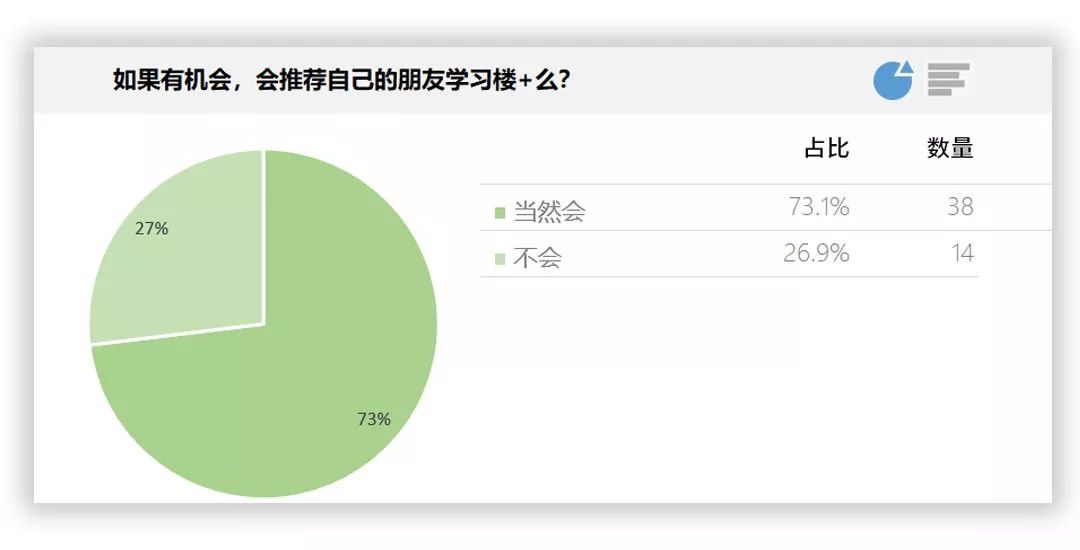 如果有机会，会推荐自己的朋友学习楼+么？
占比 数量
27%
当然会 73.1% 38
不会 26.9% 14
73%